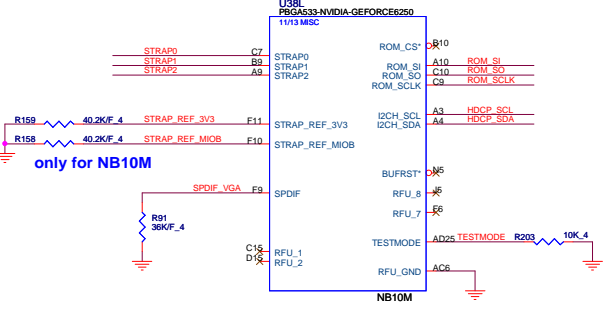 U38L
PBGA533-NVIDIA-GEFORCE6250
11/13 MISC
ROM_CS* B10
STRAP0 C7 STRAP0
STRAP1 B9 STRAP1
STRAP2 A9 STRAP2
ROM_SI A10 ROM_SI
ROM_SO C10 ROM_SO
ROM_SCLK C9 ROM_SCLK
I2CH_SCL A3 HDCP_SCL
I2CH_SDA A4 HDCP_SDA
R159 40.2K/F_4 STRAP_REF_3V3 F11 STRAP_REF_3V3
R158 40.2K/F_4 STRAP_REF_MIOB F10 STRAP_REF_MIOB
only for NB10M
BUFRST* N5
SPDIF_VGA F9 SPDIF
RFU_8 J5
RFU_7 F6
R91
36K/F_4
TESTMODE AD25 TESTMODE R203 10K_4
C15 RFU_1
D15 RFU_2
RFU_GND AC6
NB10M